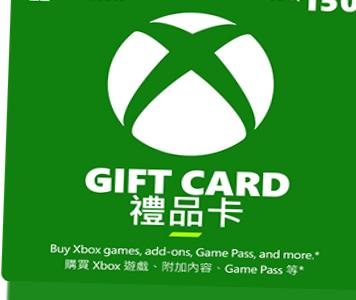 150
GIFT CARD
禮品卡
Buy Xbox games, add-ons, Game Pass, and more.*
購買 Xbox 遊戲、附加內容、Game Pass 等*